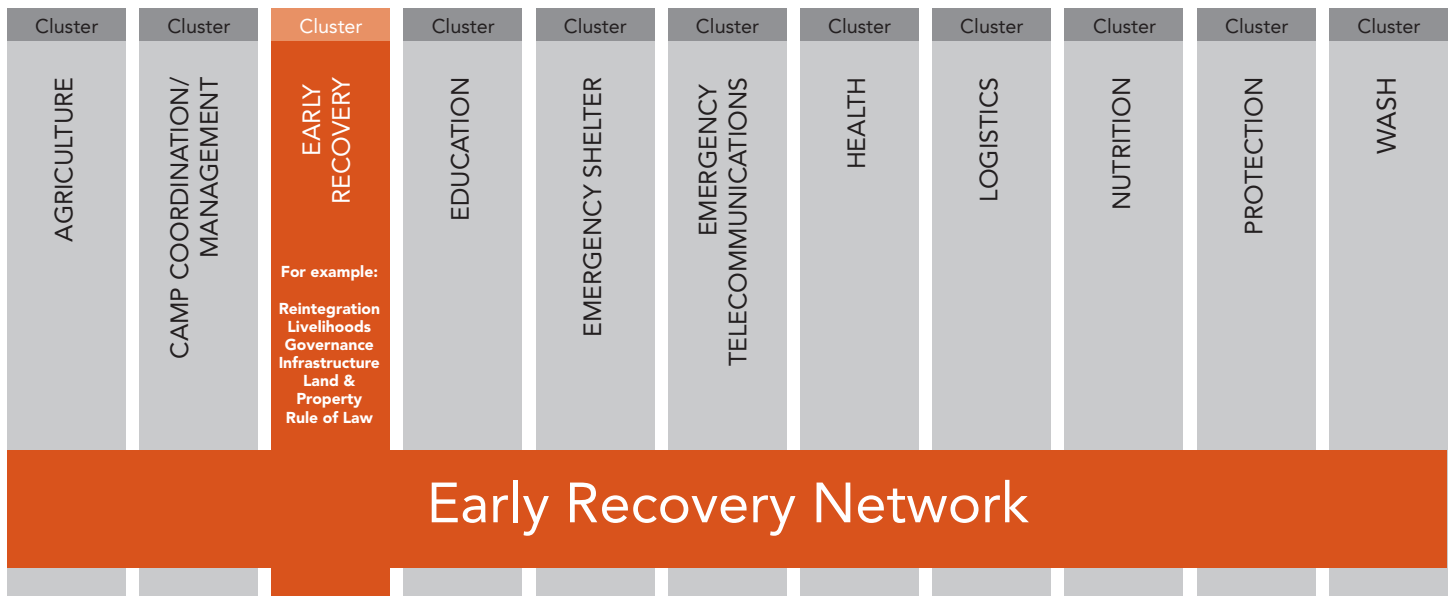 Cluster
AGRICULTURE
Cluster
CAMP COORDINATION/
MANAGEMENT
Cluster
EARLY
RECOVERY
For example:
Reintegration
Livelihoods
Governance
Infrastructure
Land &
Property
Rule of Law
Cluster
EDUCATION
Cluster
EMERGENCY SHELTER
Cluster
EMERGENCY
TELECOMMUNICATIONS
Cluster
HEALTH
Cluster
LOGISTICS
Cluster
NUTRITION
Cluster
PROTECTION
Cluster
WASH
Early Recovery Network